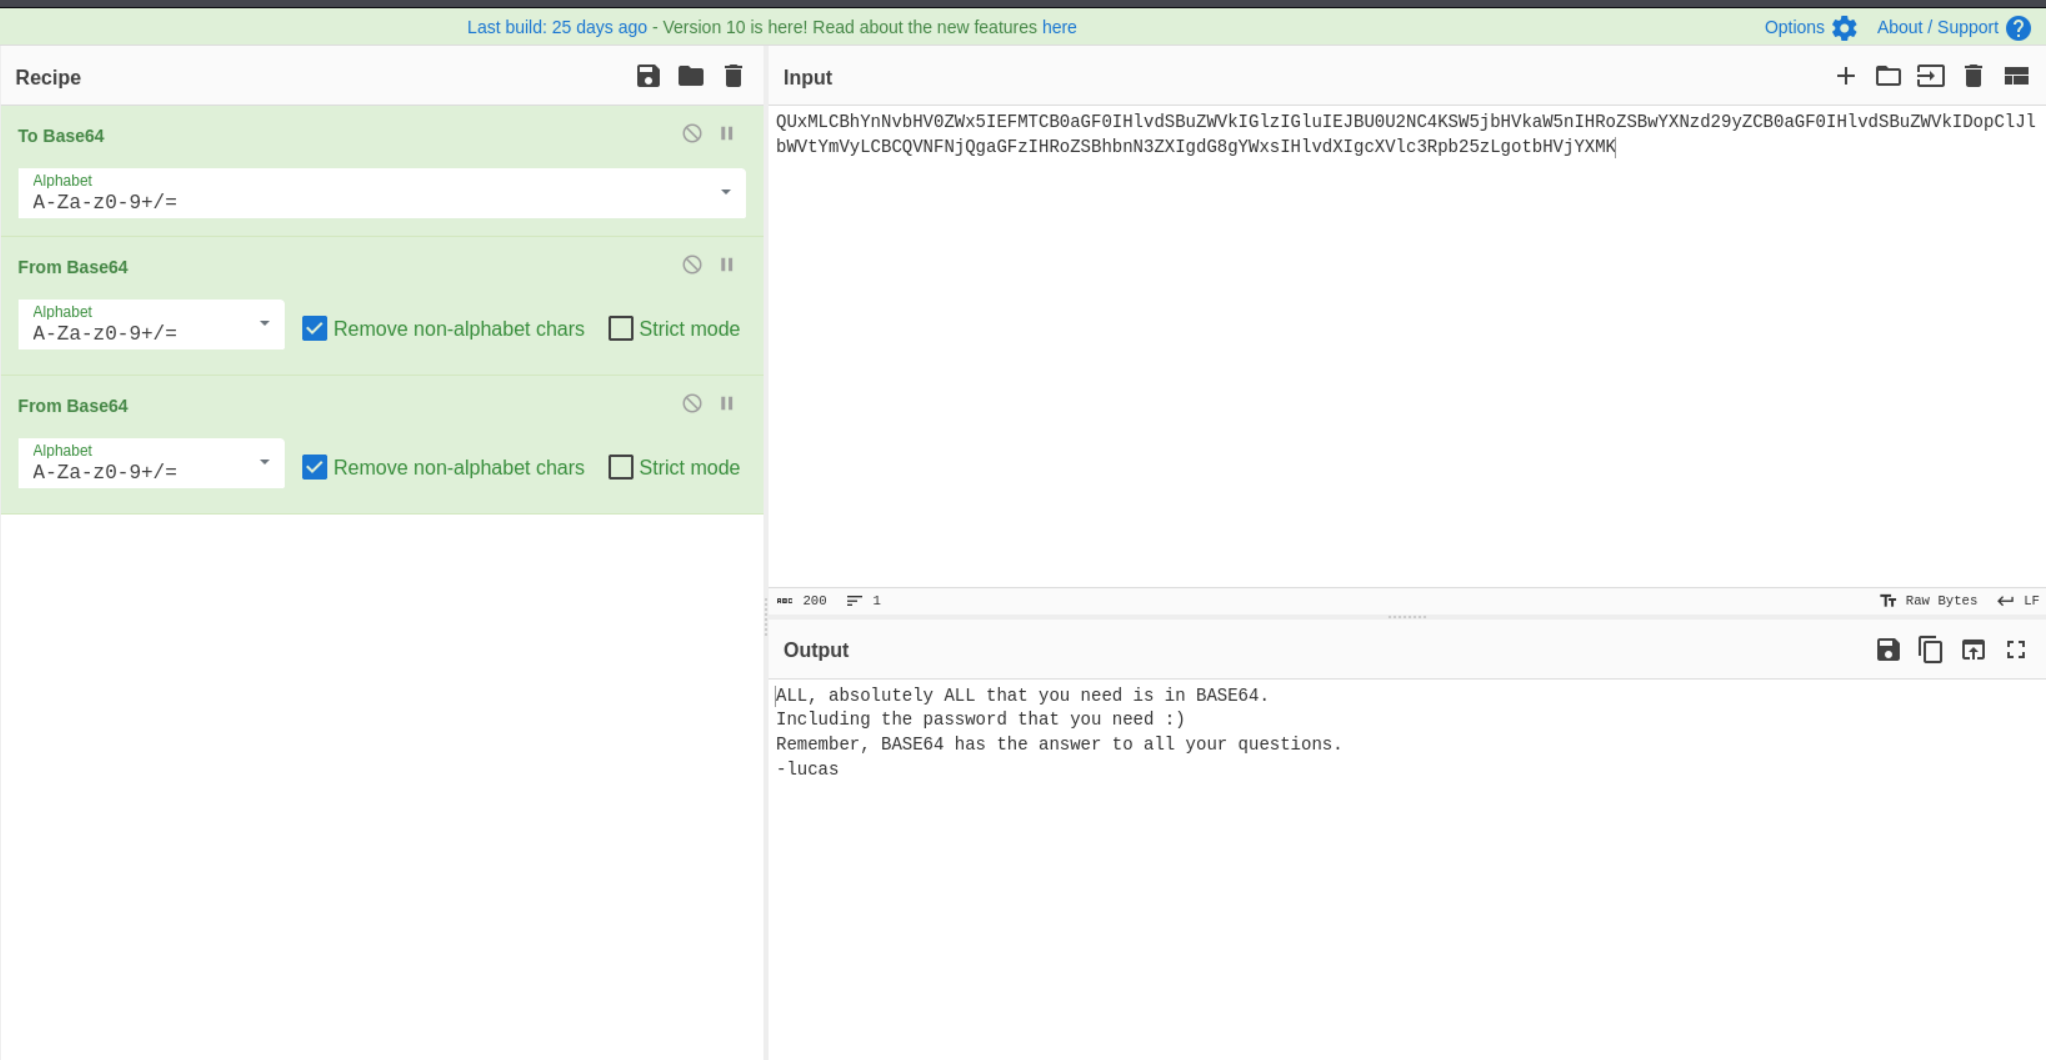 Last build: 25 days ago - Version 10 is here! Read about the new features here
Options
About / Support
Recipe
To Base64
Alphabet
A-Za-z0-9+/=
From Base64
Alphabet
A-Za-z0-9+/=
Remove non-alphabet chars
Strict mode
From Base64
Alphabet
A-Za-z0-9+/=
Remove non-alphabet chars
Strict mode
Input
QUxMLCBhYnNvbHV0ZWx5IEFMTCB0aGF0IHlvdSBuZWVkIGlzIGluIEJBU0U2NC4KSW5jbHVkaW5nIHRoZSBwYXNzd29yZCB0aGF0IHlvdSBuZWVkIDopClJl
bWVtYmVyLCBCQVNFNjQgaGFzIHRoZSBhbnN3ZXIgdG8gYWxsIHlvdXIgcXVlc3Rpb25zLgotbHVjYXMK
ABC 200 1
Tт Raw Bytes LF
Output
ALL, absolutely ALL that you need is in BASE64.
Including the password that you need :)
Remember, BASE64 has the answer to all your questions.
-lucas